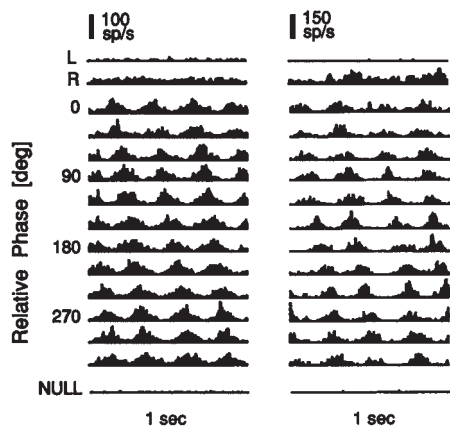 100
sp/s
150
sp/s
L
R
0
90
180
270
NULL
Relative Phase [deg]
1 sec
1 sec